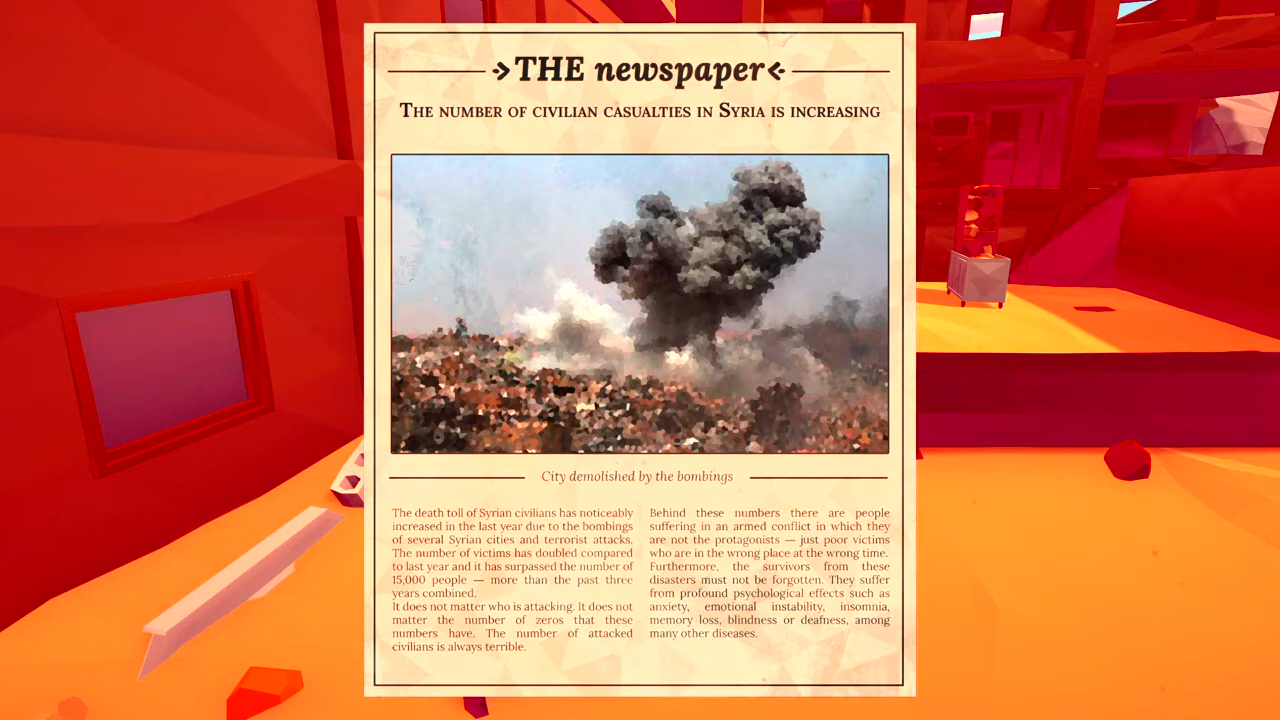 THE newspaper
The number of civilian casualties in Syria is increasing
City demolished by the bombings
The death toll of Syrian civilians has noticeably
increased in the last year due to the bombings
of several Syrian cities and terrorist attacks.
The number of victims has doubled compared
to last year and it has surpassed the number of
15,000 people — more than the past three
years combined.
It does not matter who is attacking. It does not
matter the number of zeros that these
numbers have. The number of attacked
civilians is always terrible.
Behind these numbers there are people
suffering in an armed conflict in which they
are not the protagonists — just poor victims
who are in the wrong place at the wrong time.
Furthermore, the survivors from these
disasters must not be forgotten. They suffer
from profound psychological effects such as
anxiety, emotional instability, insomnia,
memory loss, blindness or deafness, among
many other diseases.